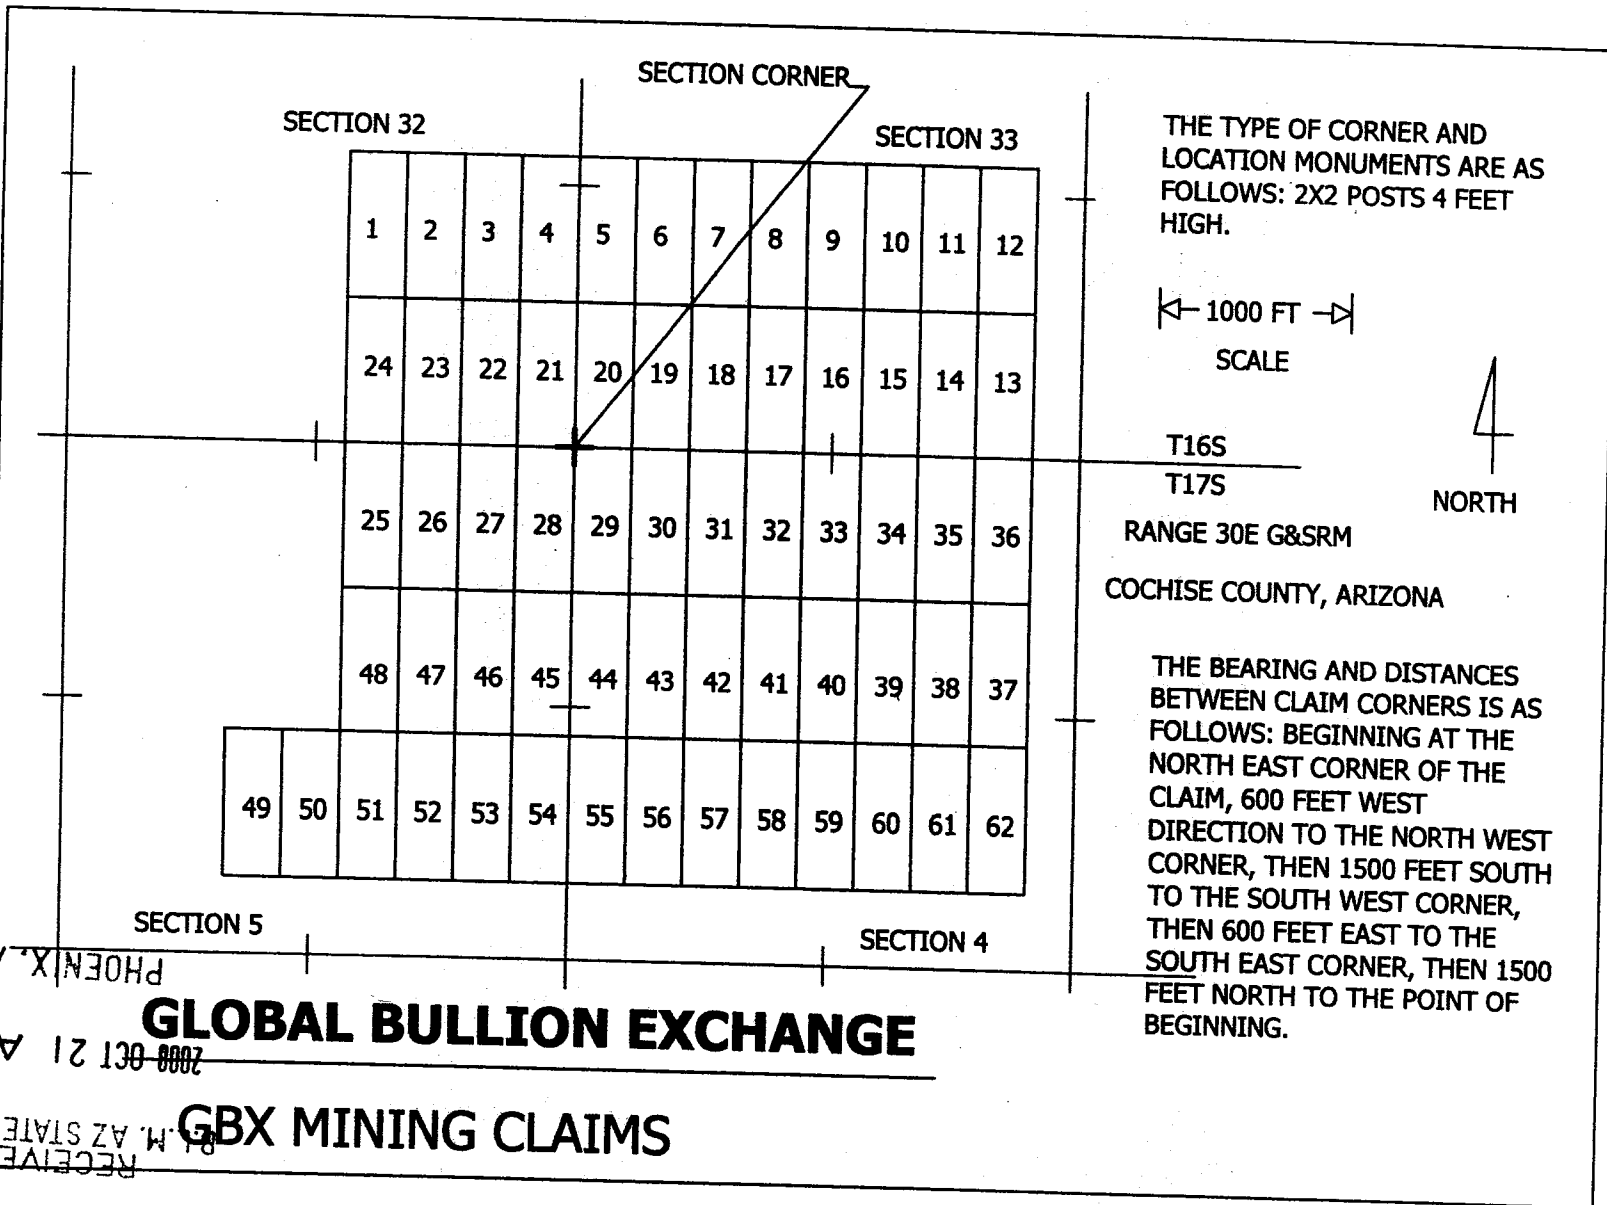 SECTION CORNER
SECTION 32
SECTION 33
1 2 3 4 5 6 7 8 9 10 11 12
24 23 22 21 20 19 18 17 16 15 14 13
25 26 27 28 29 30 31 32 33 34 35 36
48 47 46 45 44 43 42 41 40 39 38 37
49 50 51 52 53 54 55 56 57 58 59 60 61 62
SECTION 5
SECTION 4
THE TYPE OF CORNER AND
LOCATION MONUMENTS ARE AS
FOLLOWS: 2X2 POSTS 4 FEET
HIGH.
1000 FT
SCALE
T16S
T17S
NORTH
RANGE 30E G&SRM
COCHISE COUNTY, ARIZONA
THE BEARING AND DISTANCES
BETWEEN CLAIM CORNERS IS AS
FOLLOWS: BEGINNING AT THE
NORTH EAST CORNER OF THE
CLAIM, 600 FEET WEST
DIRECTION TO THE NORTH WEST
CORNER, THEN 1500 FEET SOUTH
TO THE SOUTH WEST CORNER,
THEN 600 FEET EAST TO THE
SOUTH EAST CORNER, THEN 1500
FEET NORTH TO THE POINT OF
BEGINNING.
GLOBAL BULLION EXCHANGE
GBX MINING CLAIMS
RECEIVE
M. AZ STATE
2008 OCT 21 A
PHOENIX,